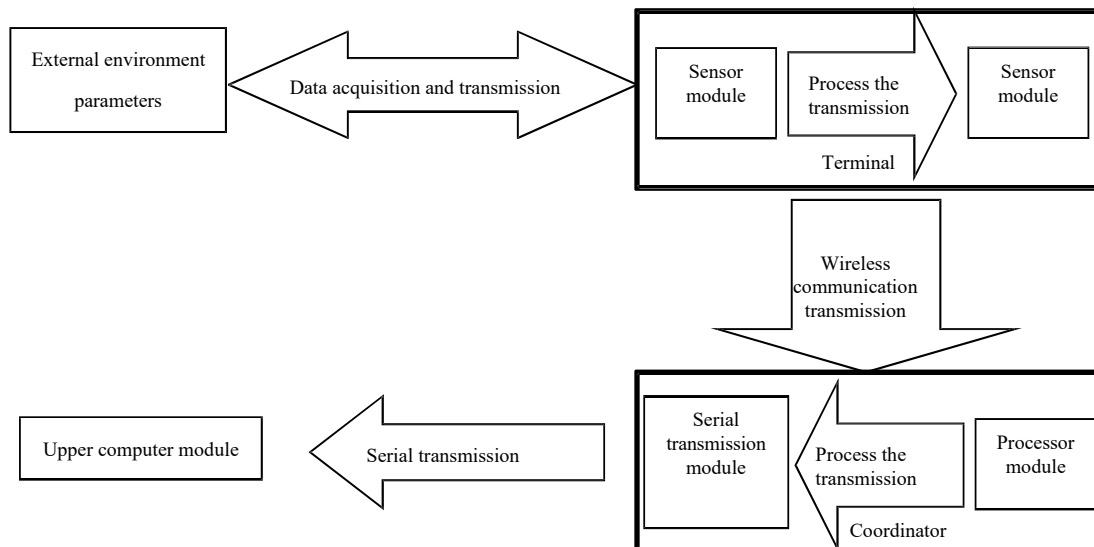 External environment
parameters
Data acquisition and transmission
Sensor
module
Process the
transmission
Sensor
module
Terminal
Wireless
communication
transmission
Upper computer module
Serial transmission
Serial
transmission
module
Process the
transmission
Processor
module
Coordinator